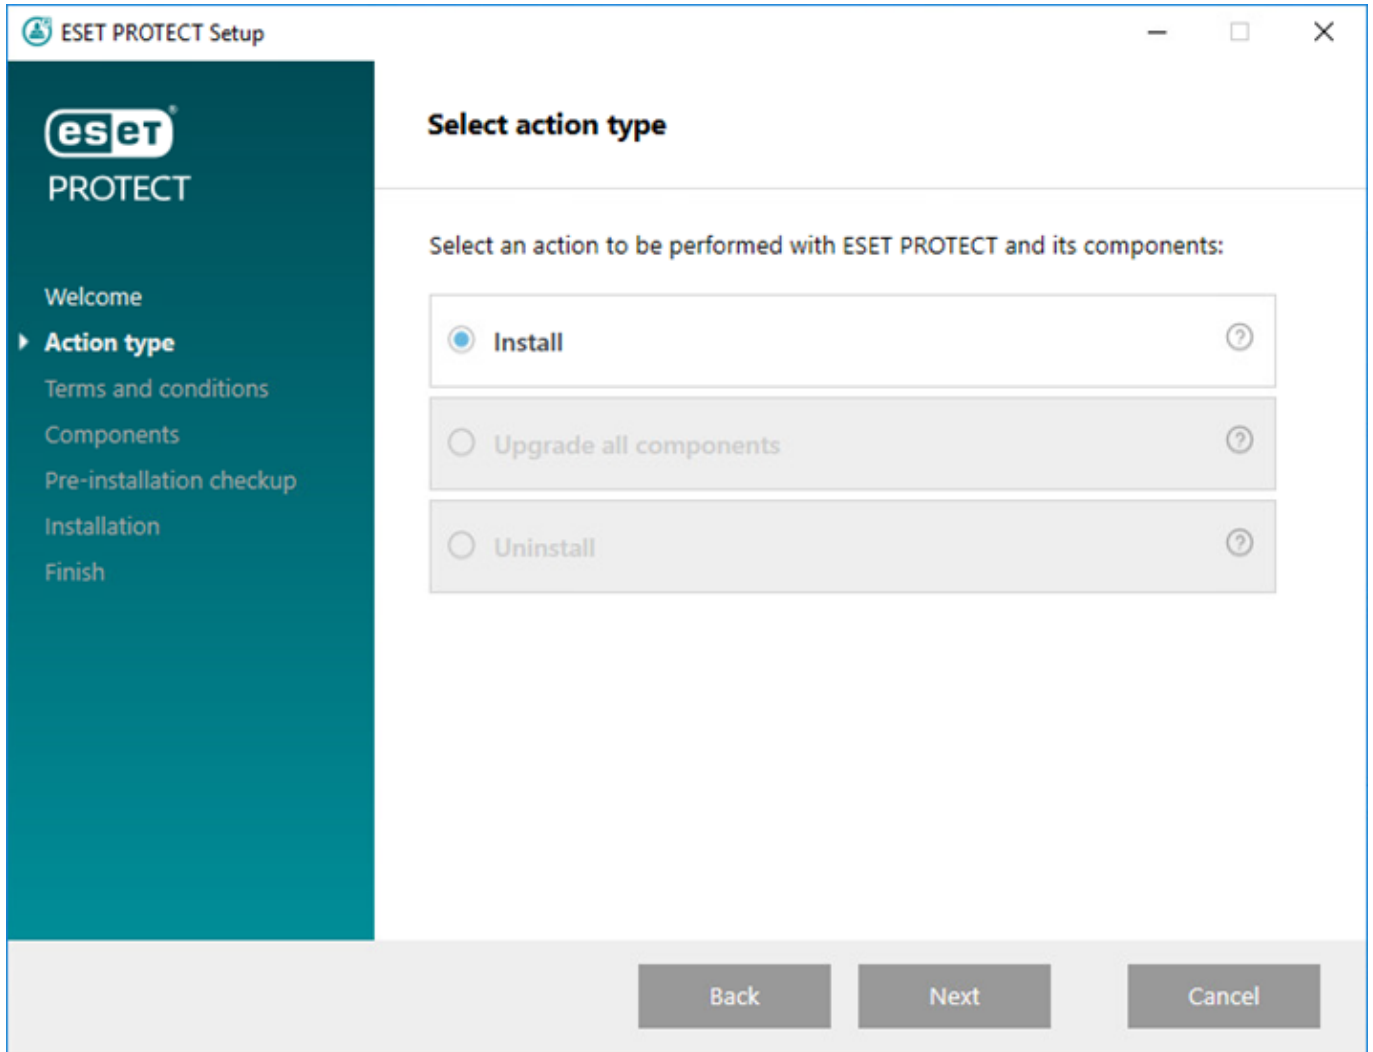 ESET PROTECT Setup
eset®
PROTECT
Welcome
Action type
Terms and conditions
Components
Pre-installation checkup
Installation
Finish
Select action type
Select an action to be performed with ESET PROTECT and its components:
Install
?
Upgrade all components
?
Uninstall
?
Back
Next
Cancel